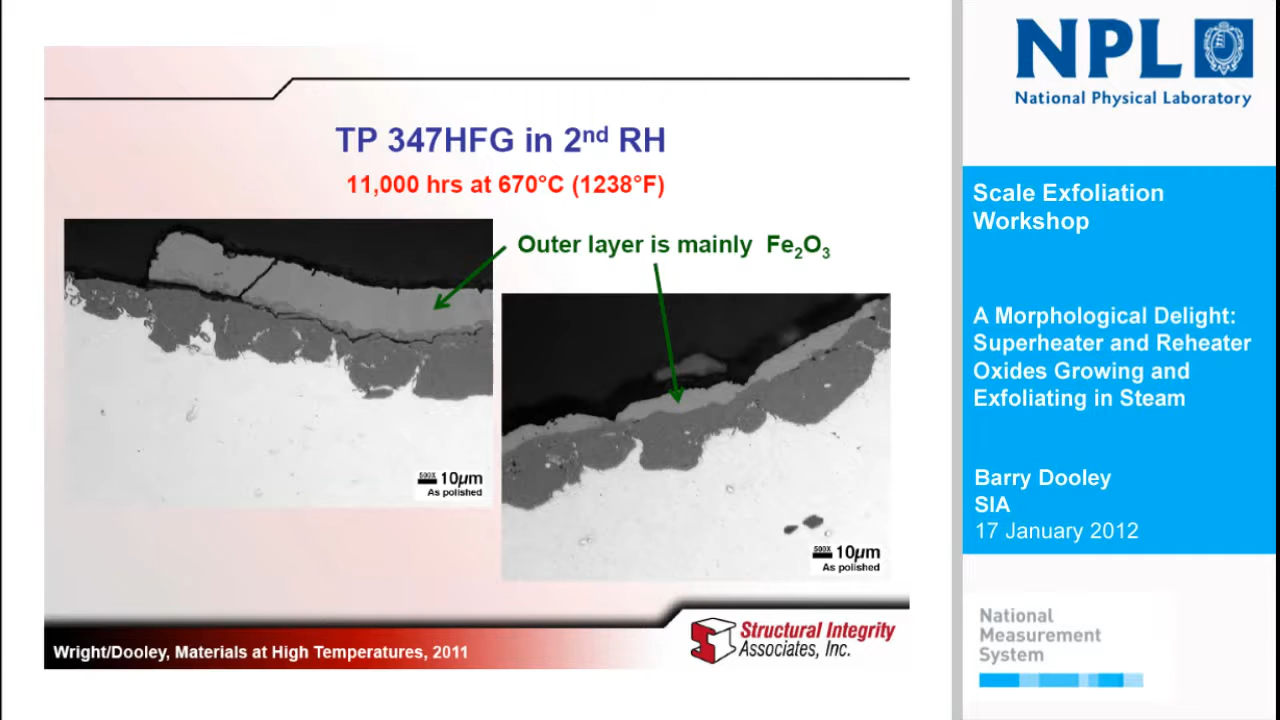 TP 347HFG in 2nd RH
11,000 hrs at 670°C (1238°F)
Outer layer is mainly Fe2O3
500X 10µm
As polished
500X 10µm
As polished
Wright/Dooley, Materials at High Temperatures, 2011
Structural Integrity
Associates, Inc.
NPL
National Physical Laboratory
Scale Exfoliation
Workshop
A Morphological Delight:
Superheater and Reheater
Oxides Growing and
Exfoliating in Steam
Barry Dooley
SIA
17 January 2012
National
Measurement
System